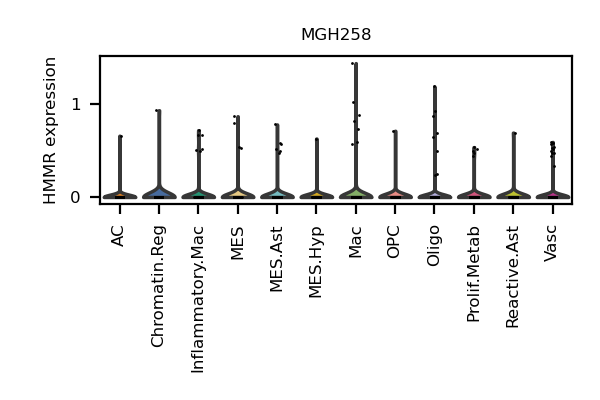 MGH258
HMMR expression
1
0
AC
Chromatin.Reg
Inflammatory.Mac
MES
MES.Ast
MES.Hyp
Mac
OPC
Oligo
Prolif.Metab
Reactive.Ast
Vasc